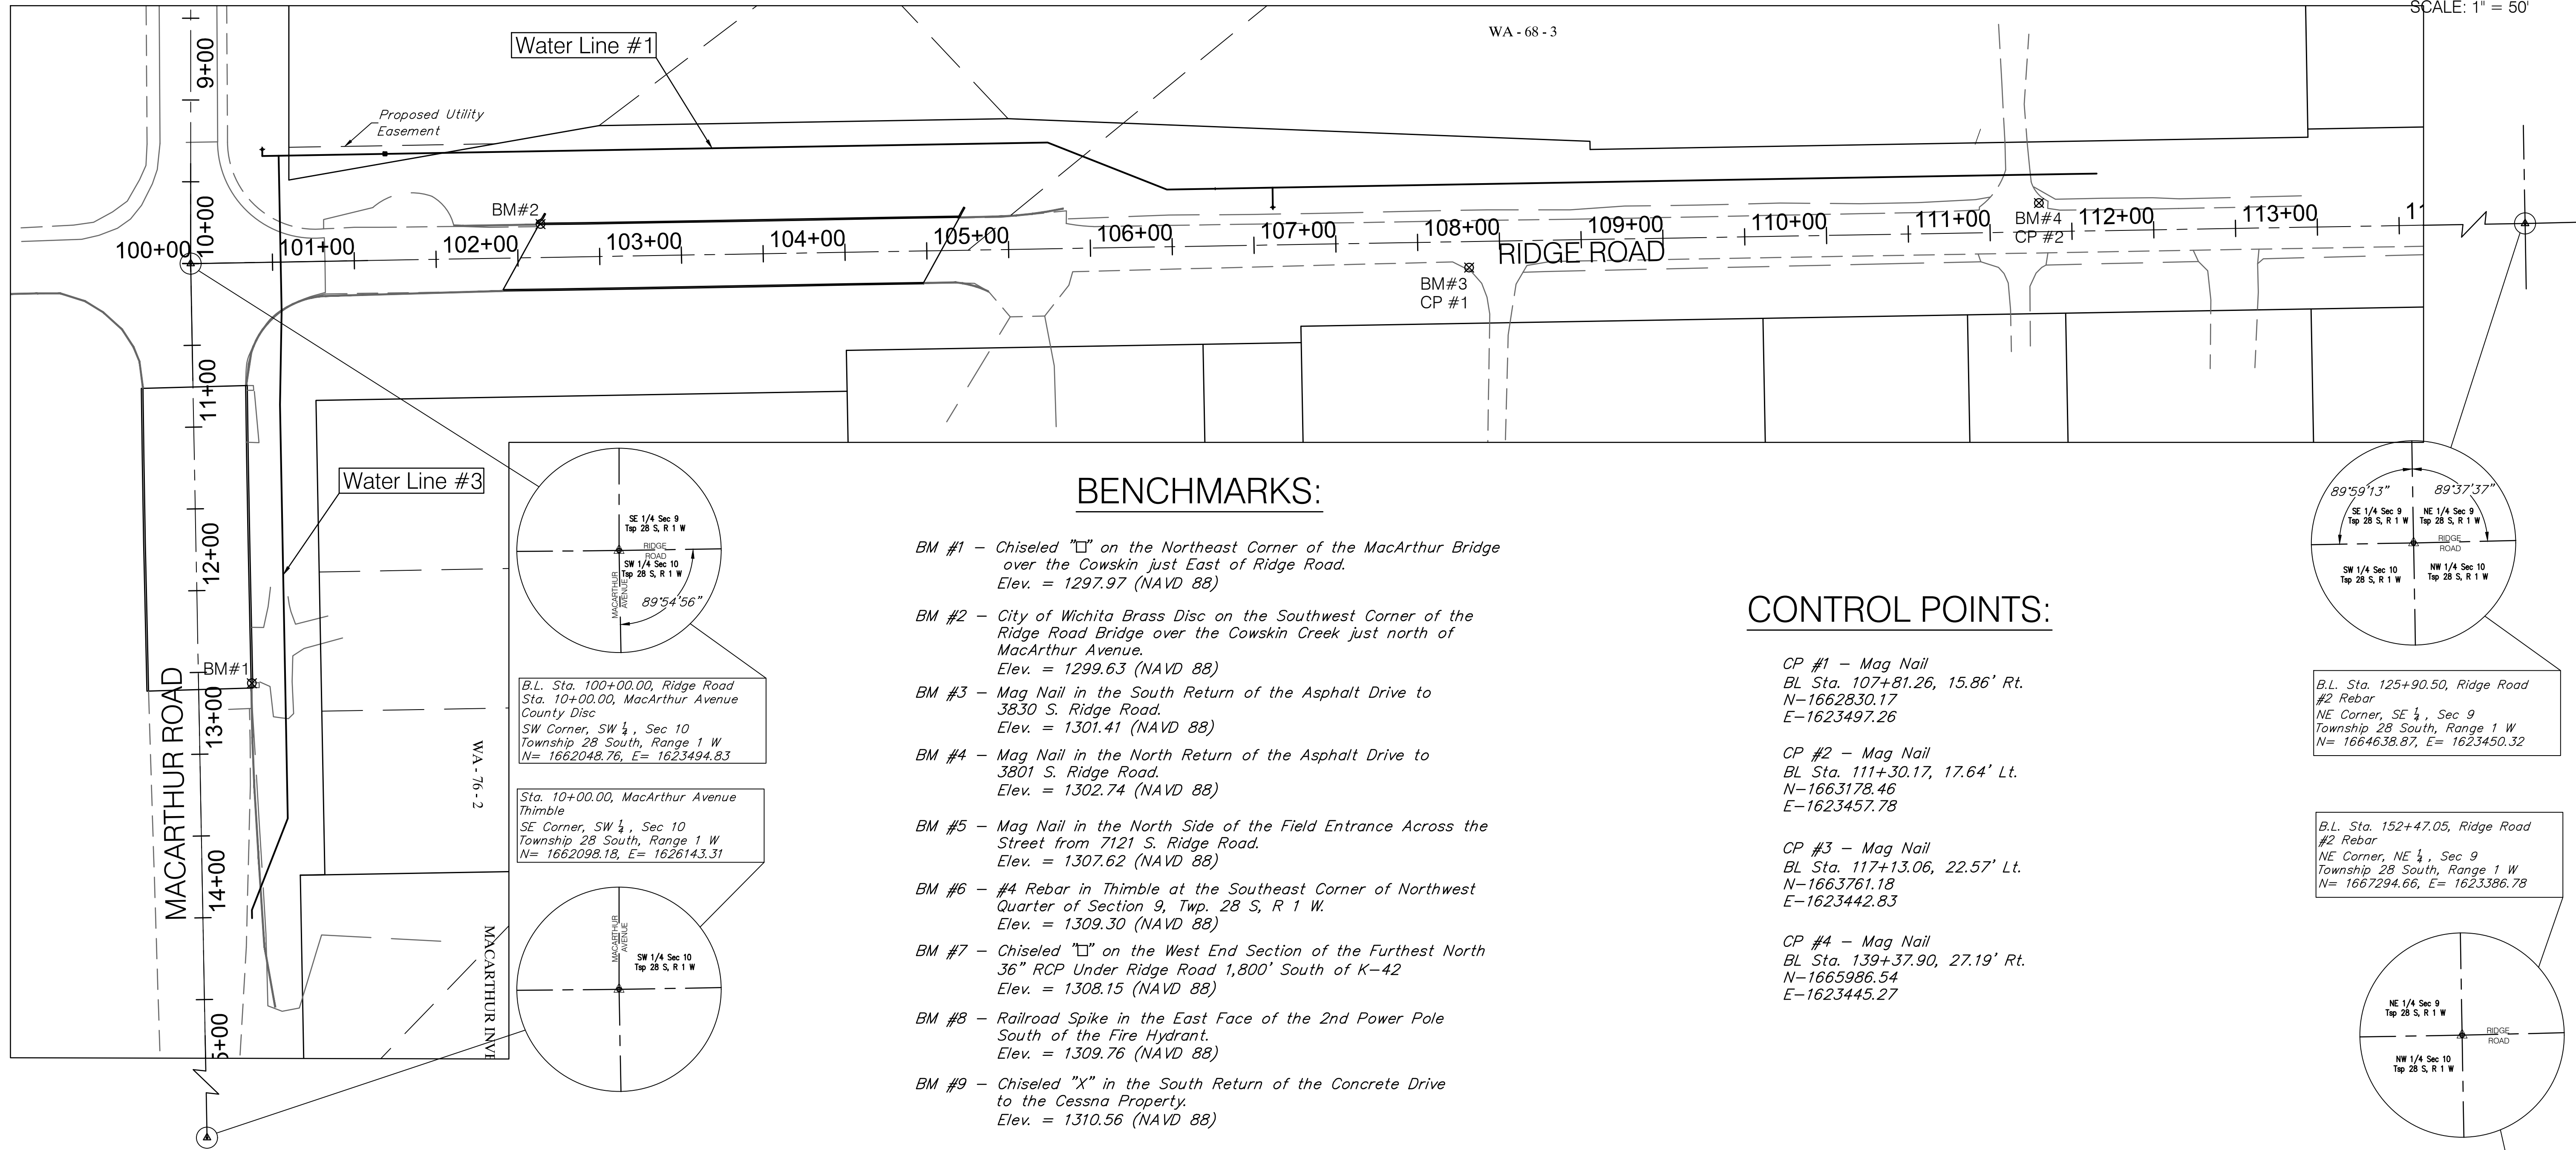 SCALE: 1" = 50'
WA - 68 - 3
Water Line #1
Proposed Utility
Easement
9+00
10+00
11+00
12+00
13+00
14+00
5+00
100+00
101+00
102+00
103+00
104+00
105+00
106+00
107+00
108+00
109+00
110+00
111+00
112+00
113+00
11
BM#2
BM#3
CP #1
BM#4
CP #2
RIDGE ROAD
Water Line #3
BM#1
MACARTHUR ROAD
WA - 76 - 2
MACARTHUR INVE
SE 1/4 Sec 9
Tsp 28 S, R 1 W
RIDGE
ROAD
SW 1/4 Sec 10
Tsp 28 S, R 1 W
MACARTHUR
AVENUE
89°54'56"
B.L. Sta. 100+00.00, Ridge Road
Sta. 10+00.00, MacArthur Avenue
County Disc
SW Corner, SW ¼, Sec 10
Township 28 South, Range 1 W
N= 1662048.76, E= 1623494.83
Sta. 10+00.00, MacArthur Avenue
Thimble
SE Corner, SW ¼, Sec 10
Township 28 South, Range 1 W
N= 1662098.18, E= 1626143.31
MACARTHUR
AVENUE
SW 1/4 Sec 10
Tsp 28 S, R 1 W
BENCHMARKS:
BM #1 - Chiseled "□" on the Northeast Corner of the MacArthur Bridge
over the Cowskin just East of Ridge Road.
Elev. = 1297.97 (NAVD 88)
BM #2 - City of Wichita Brass Disc on the Southwest Corner of the
Ridge Road Bridge over the Cowskin Creek just north of
MacArthur Avenue.
Elev. = 1299.63 (NAVD 88)
BM #3 - Mag Nail in the South Return of the Asphalt Drive to
3830 S. Ridge Road.
Elev. = 1301.41 (NAVD 88)
BM #4 - Mag Nail in the North Return of the Asphalt Drive to
3801 S. Ridge Road.
Elev. = 1302.74 (NAVD 88)
BM #5 - Mag Nail in the North Side of the Field Entrance Across the
Street from 7121 S. Ridge Road.
Elev. = 1307.62 (NAVD 88)
BM #6 - #4 Rebar in Thimble at the Southeast Corner of Northwest
Quarter of Section 9, Twp. 28 S, R 1 W.
Elev. = 1309.30 (NAVD 88)
BM #7 - Chiseled "□" on the West End Section of the Furthest North
36" RCP Under Ridge Road 1,800' South of K-42
Elev. = 1308.15 (NAVD 88)
BM #8 - Railroad Spike in the East Face of the 2nd Power Pole
South of the Fire Hydrant.
Elev. = 1309.76 (NAVD 88)
BM #9 - Chiseled "X" in the South Return of the Concrete Drive
to the Cessna Property.
Elev. = 1310.56 (NAVD 88)
CONTROL POINTS:
CP #1 - Mag Nail
BL Sta. 107+81.26, 15.86' Rt.
N-1662830.17
E-1623497.26
CP #2 - Mag Nail
BL Sta. 111+30.17, 17.64' Lt.
N-1663178.46
E-1623457.78
CP #3 - Mag Nail
BL Sta. 117+13.06, 22.57' Lt.
N-1663761.18
E-1623442.83
CP #4 - Mag Nail
BL Sta. 139+37.90, 27.19' Rt.
N-1665986.54
E-1623445.27
89°59'13"
89°37'37"
SE 1/4 Sec 9
Tsp 28 S, R 1 W
NE 1/4 Sec 9
Tsp 28 S, R 1 W
RIDGE
ROAD
SW 1/4 Sec 10
Tsp 28 S, R 1 W
NW 1/4 Sec 10
Tsp 28 S, R 1 W
B.L. Sta. 125+90.50, Ridge Road
#2 Rebar
NE Corner, SE ¼, Sec 9
Township 28 South, Range 1 W
N= 1664638.87, E= 1623450.32
B.L. Sta. 152+47.05, Ridge Road
#2 Rebar
NE Corner, NE ¼, Sec 9
Township 28 South, Range 1 W
N= 1667294.66, E= 1623386.78
NE 1/4 Sec 9
Tsp 28 S, R 1 W
RIDGE
ROAD
NW 1/4 Sec 10
Tsp 28 S, R 1 W